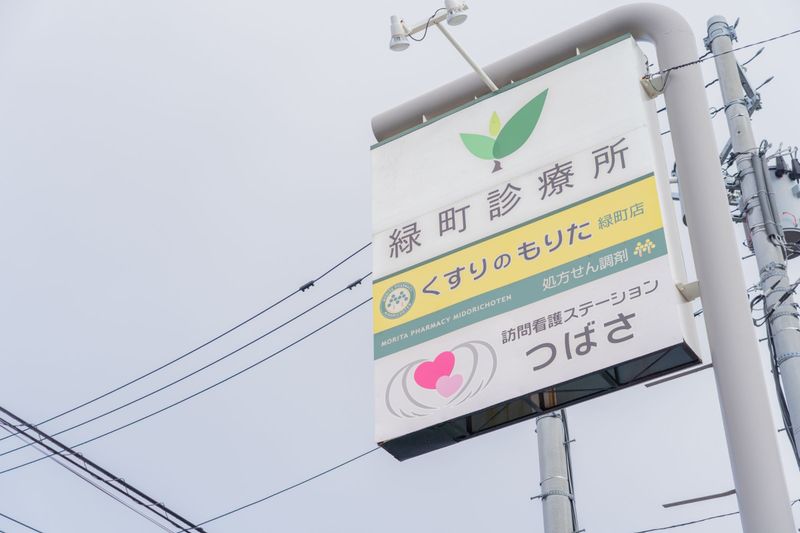 緑町診療所
くすりのもりた 緑町店
MORITA PHARMACY MIDORICHOTEN 処方せん調剤
訪問看護ステーション
つばさ